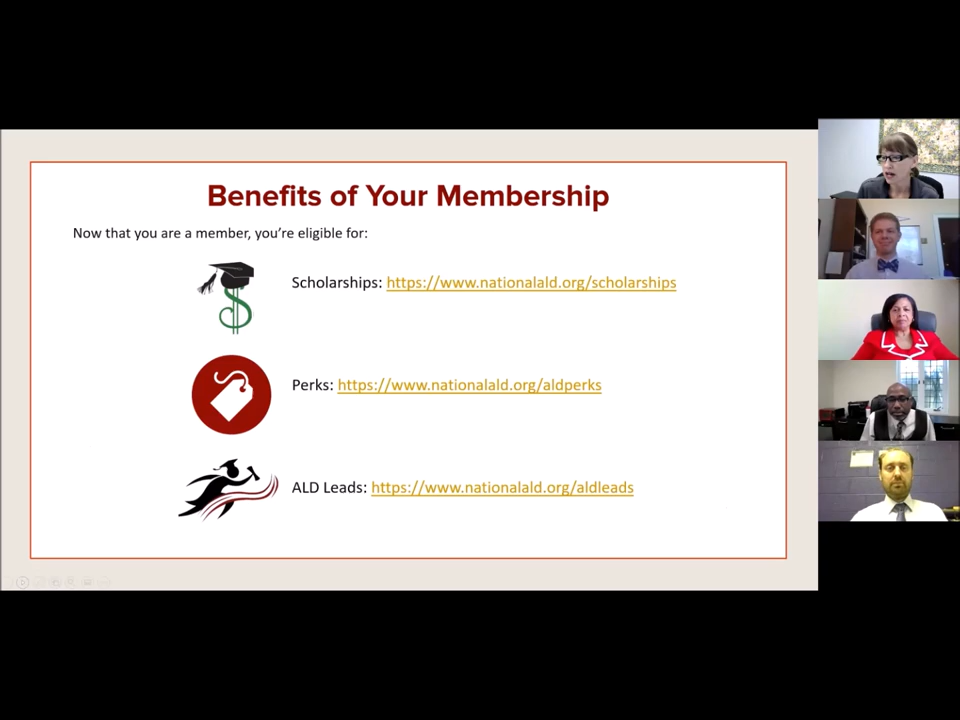 Benefits of Your Membership
Now that you are a member, you're eligible for:
Scholarships: https://www.nationalald.org/scholarships
Perks: https://www.nationalald.org/aldperks
ALD Leads: https://www.nationalald.org/aldleads